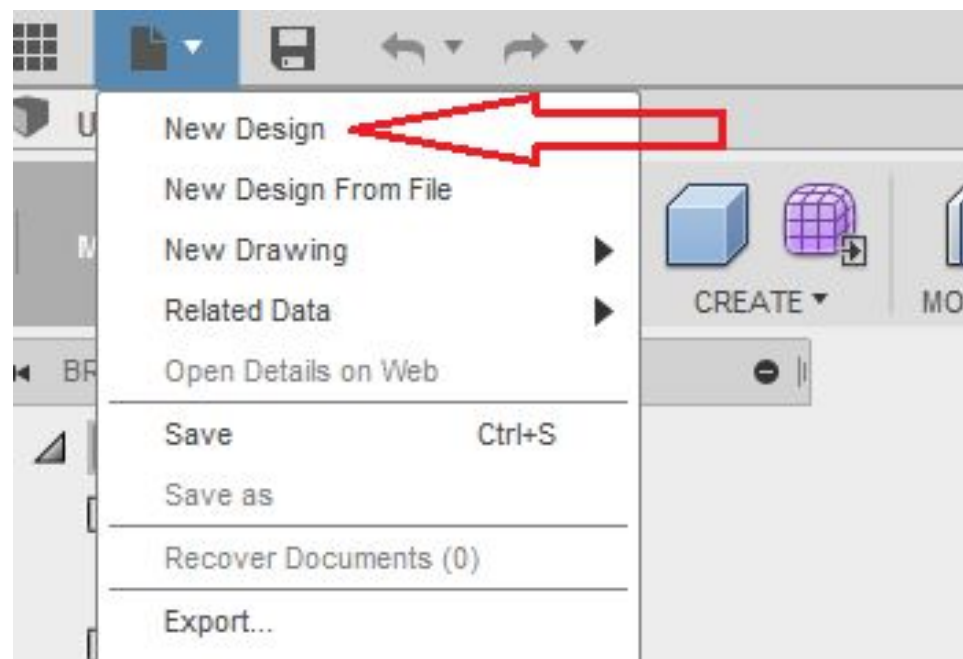 U
New Design
New Design From File
M
New Drawing
Related Data
CREATE
MO
BR
Open Details on Web
Save Ctrl+S
Save as
Recover Documents (0)
Export...